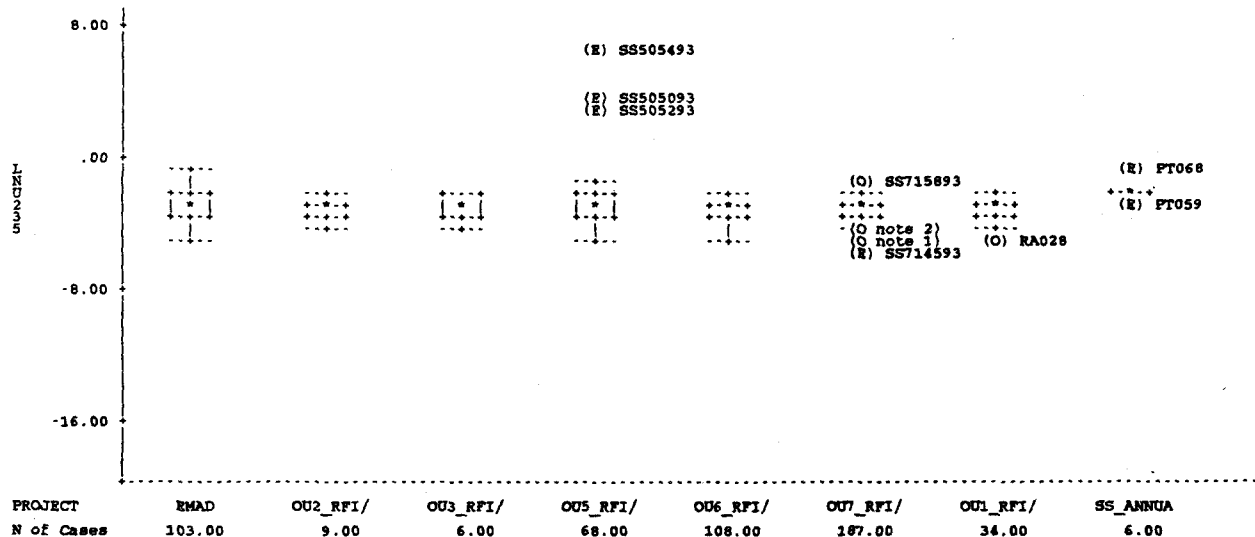 8.00
(E) SS505493
(E) SS505093
(E) SS505293
.00
(E) PT068
LNU235
(O) SS715893
(E) PT059
(O note 2)
(O note 1)
(O) RA028
(E) SS714593
-8.00
-16.00
PROJECT EMAD OU2_RFI/ OU3_RFI/ OU5_RFI/ OU6_RFI/ OU7_RFI/ OU1_RFI/ SS_ANNUA
N of Cases 103.00 9.00 6.00 68.00 108.00 187.00 34.00 6.00